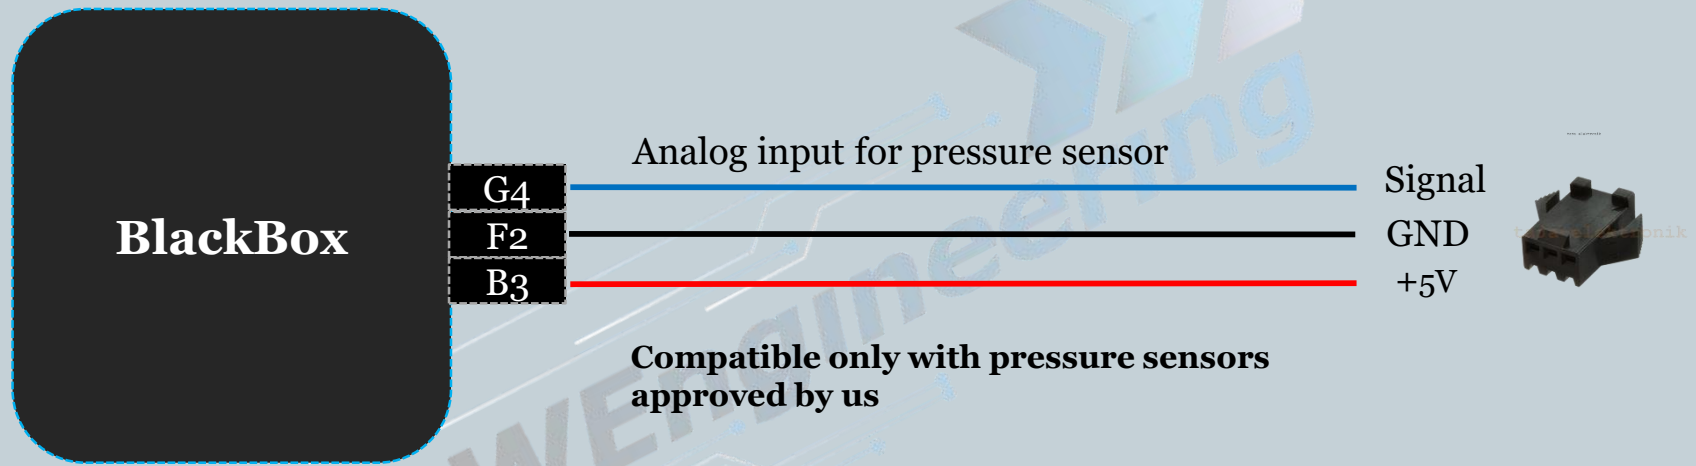 Analog input for pressure sensor
G4
Signal
BlackBox
F2
GND
B3
+5V
Compatible only with pressure sensors
approved by us
WEngineering